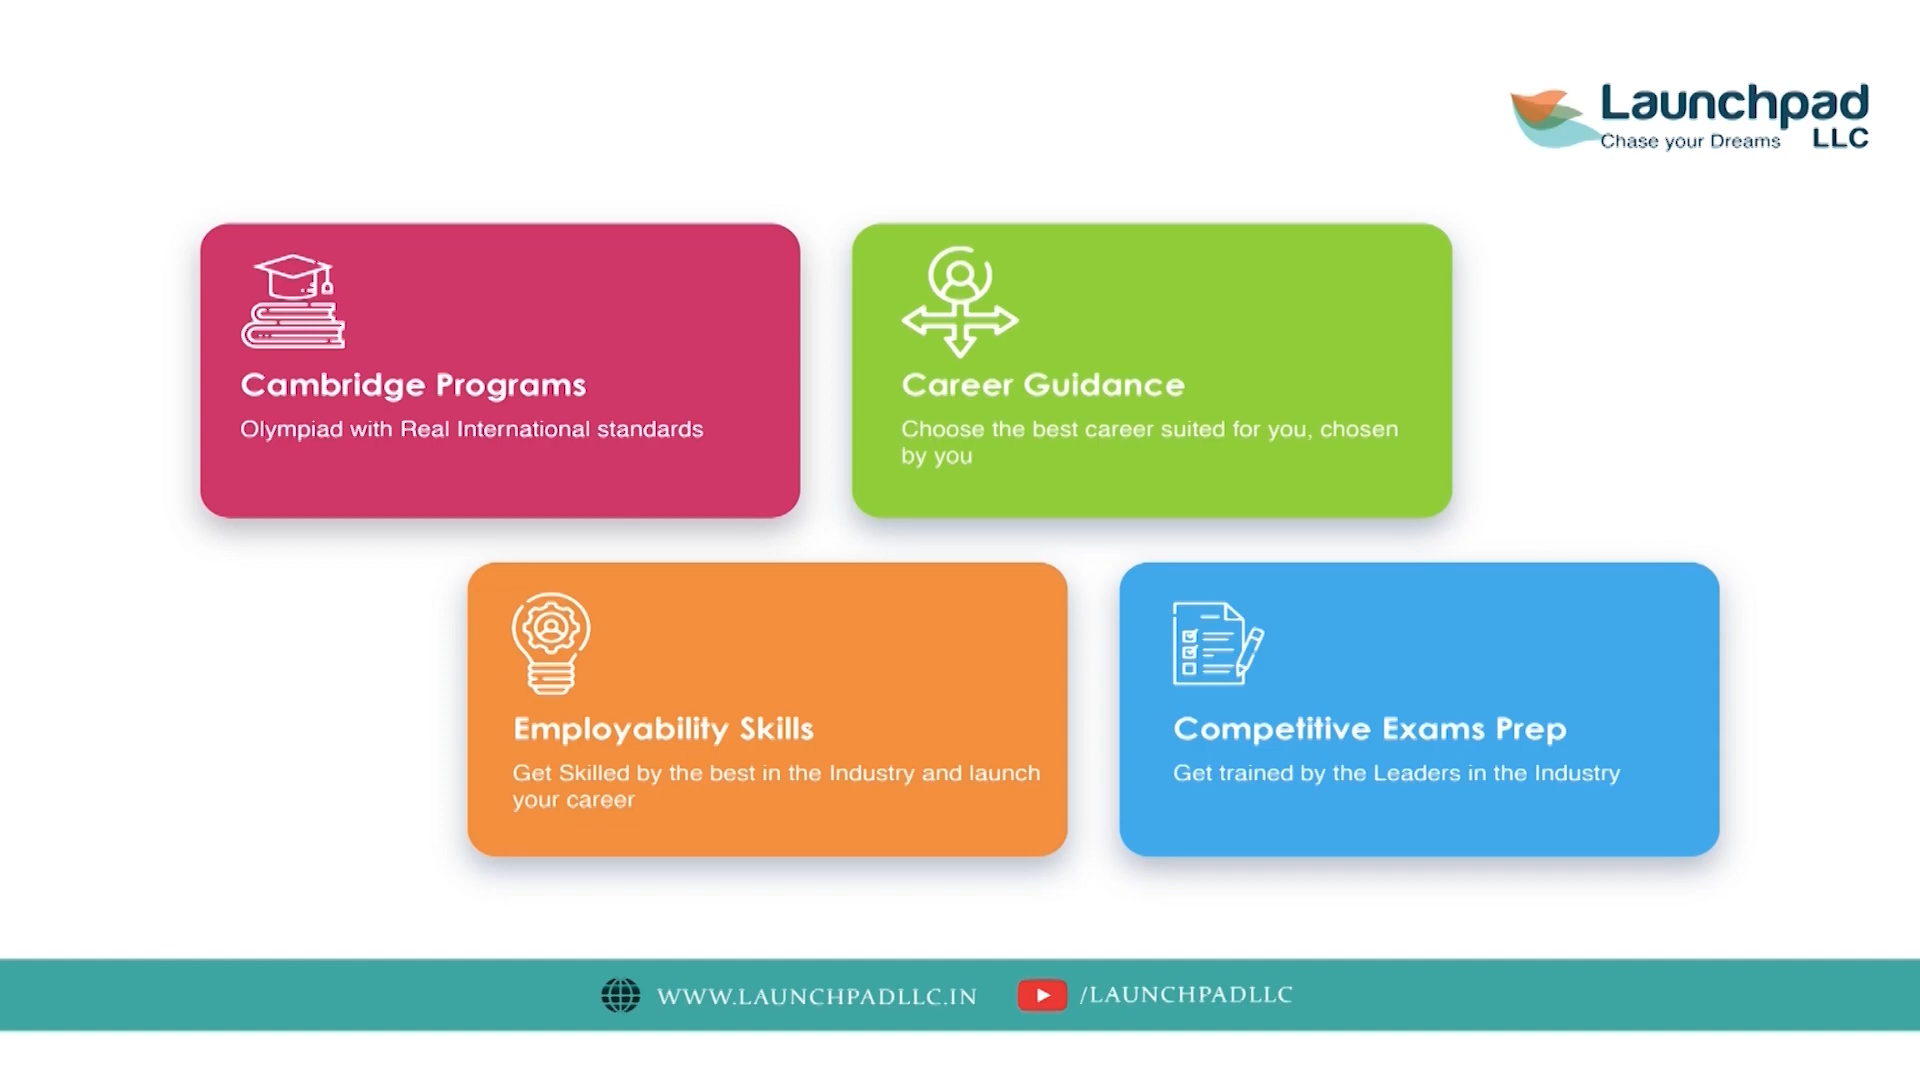 Launchpad
Chase your Dreams LLC
Cambridge Programs
Olympiad with Real International standards
Career Guidance
Choose the best career suited for you, chosen
by you
Employability Skills
Get Skilled by the best in the Industry and launch
your career
Competitive Exams Prep
Get trained by the Leaders in the Industry
WWW.LAUNCHPADLLC.IN /LAUNCHPADLLC